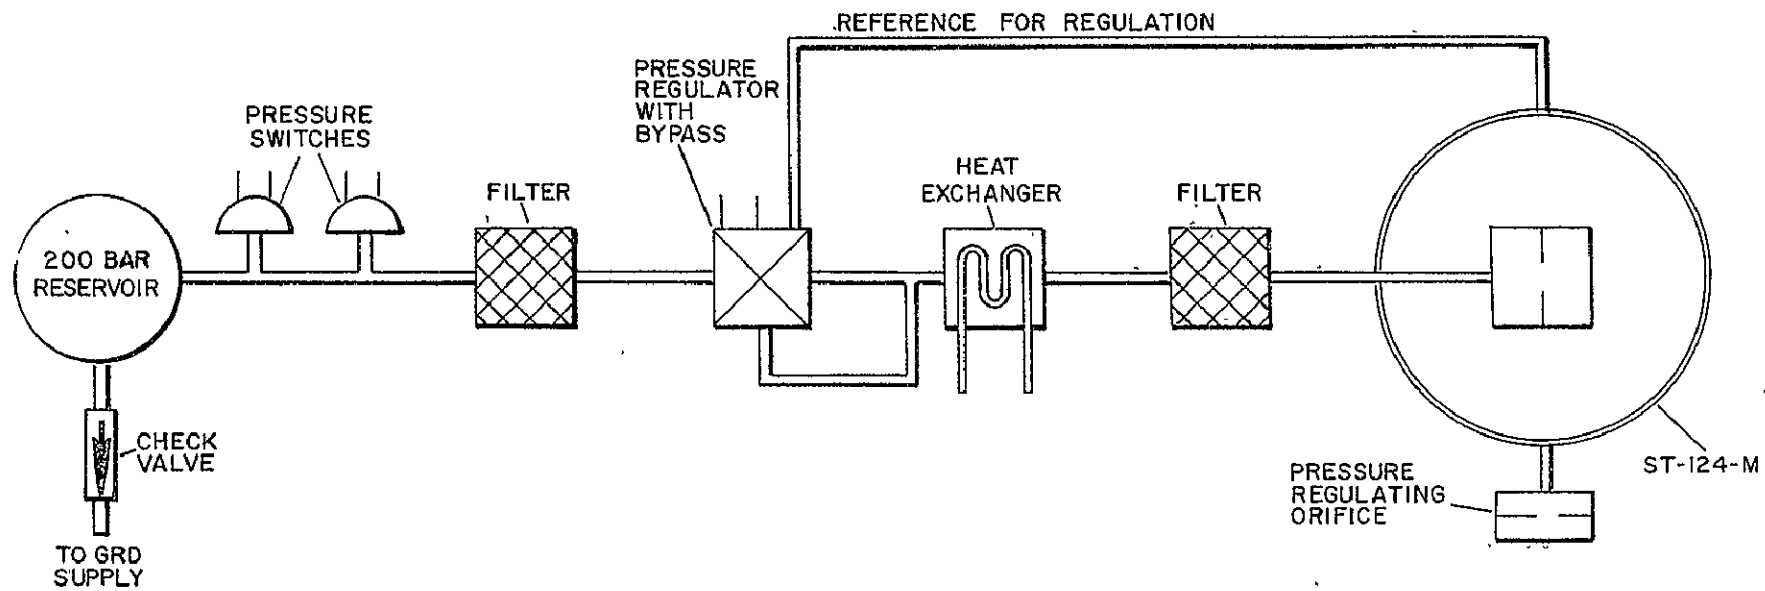 REFERENCE FOR REGULATION
PRESSURE
REGULATOR
WITH
BYPASS
PRESSURE
SWITCHES
FILTER
HEAT
EXCHANGER
FILTER
200 BAR
RESERVOIR
CHECK
VALVE
TO GRD
SUPPLY
ST-124-M
PRESSURE
REGULATING
ORIFICE